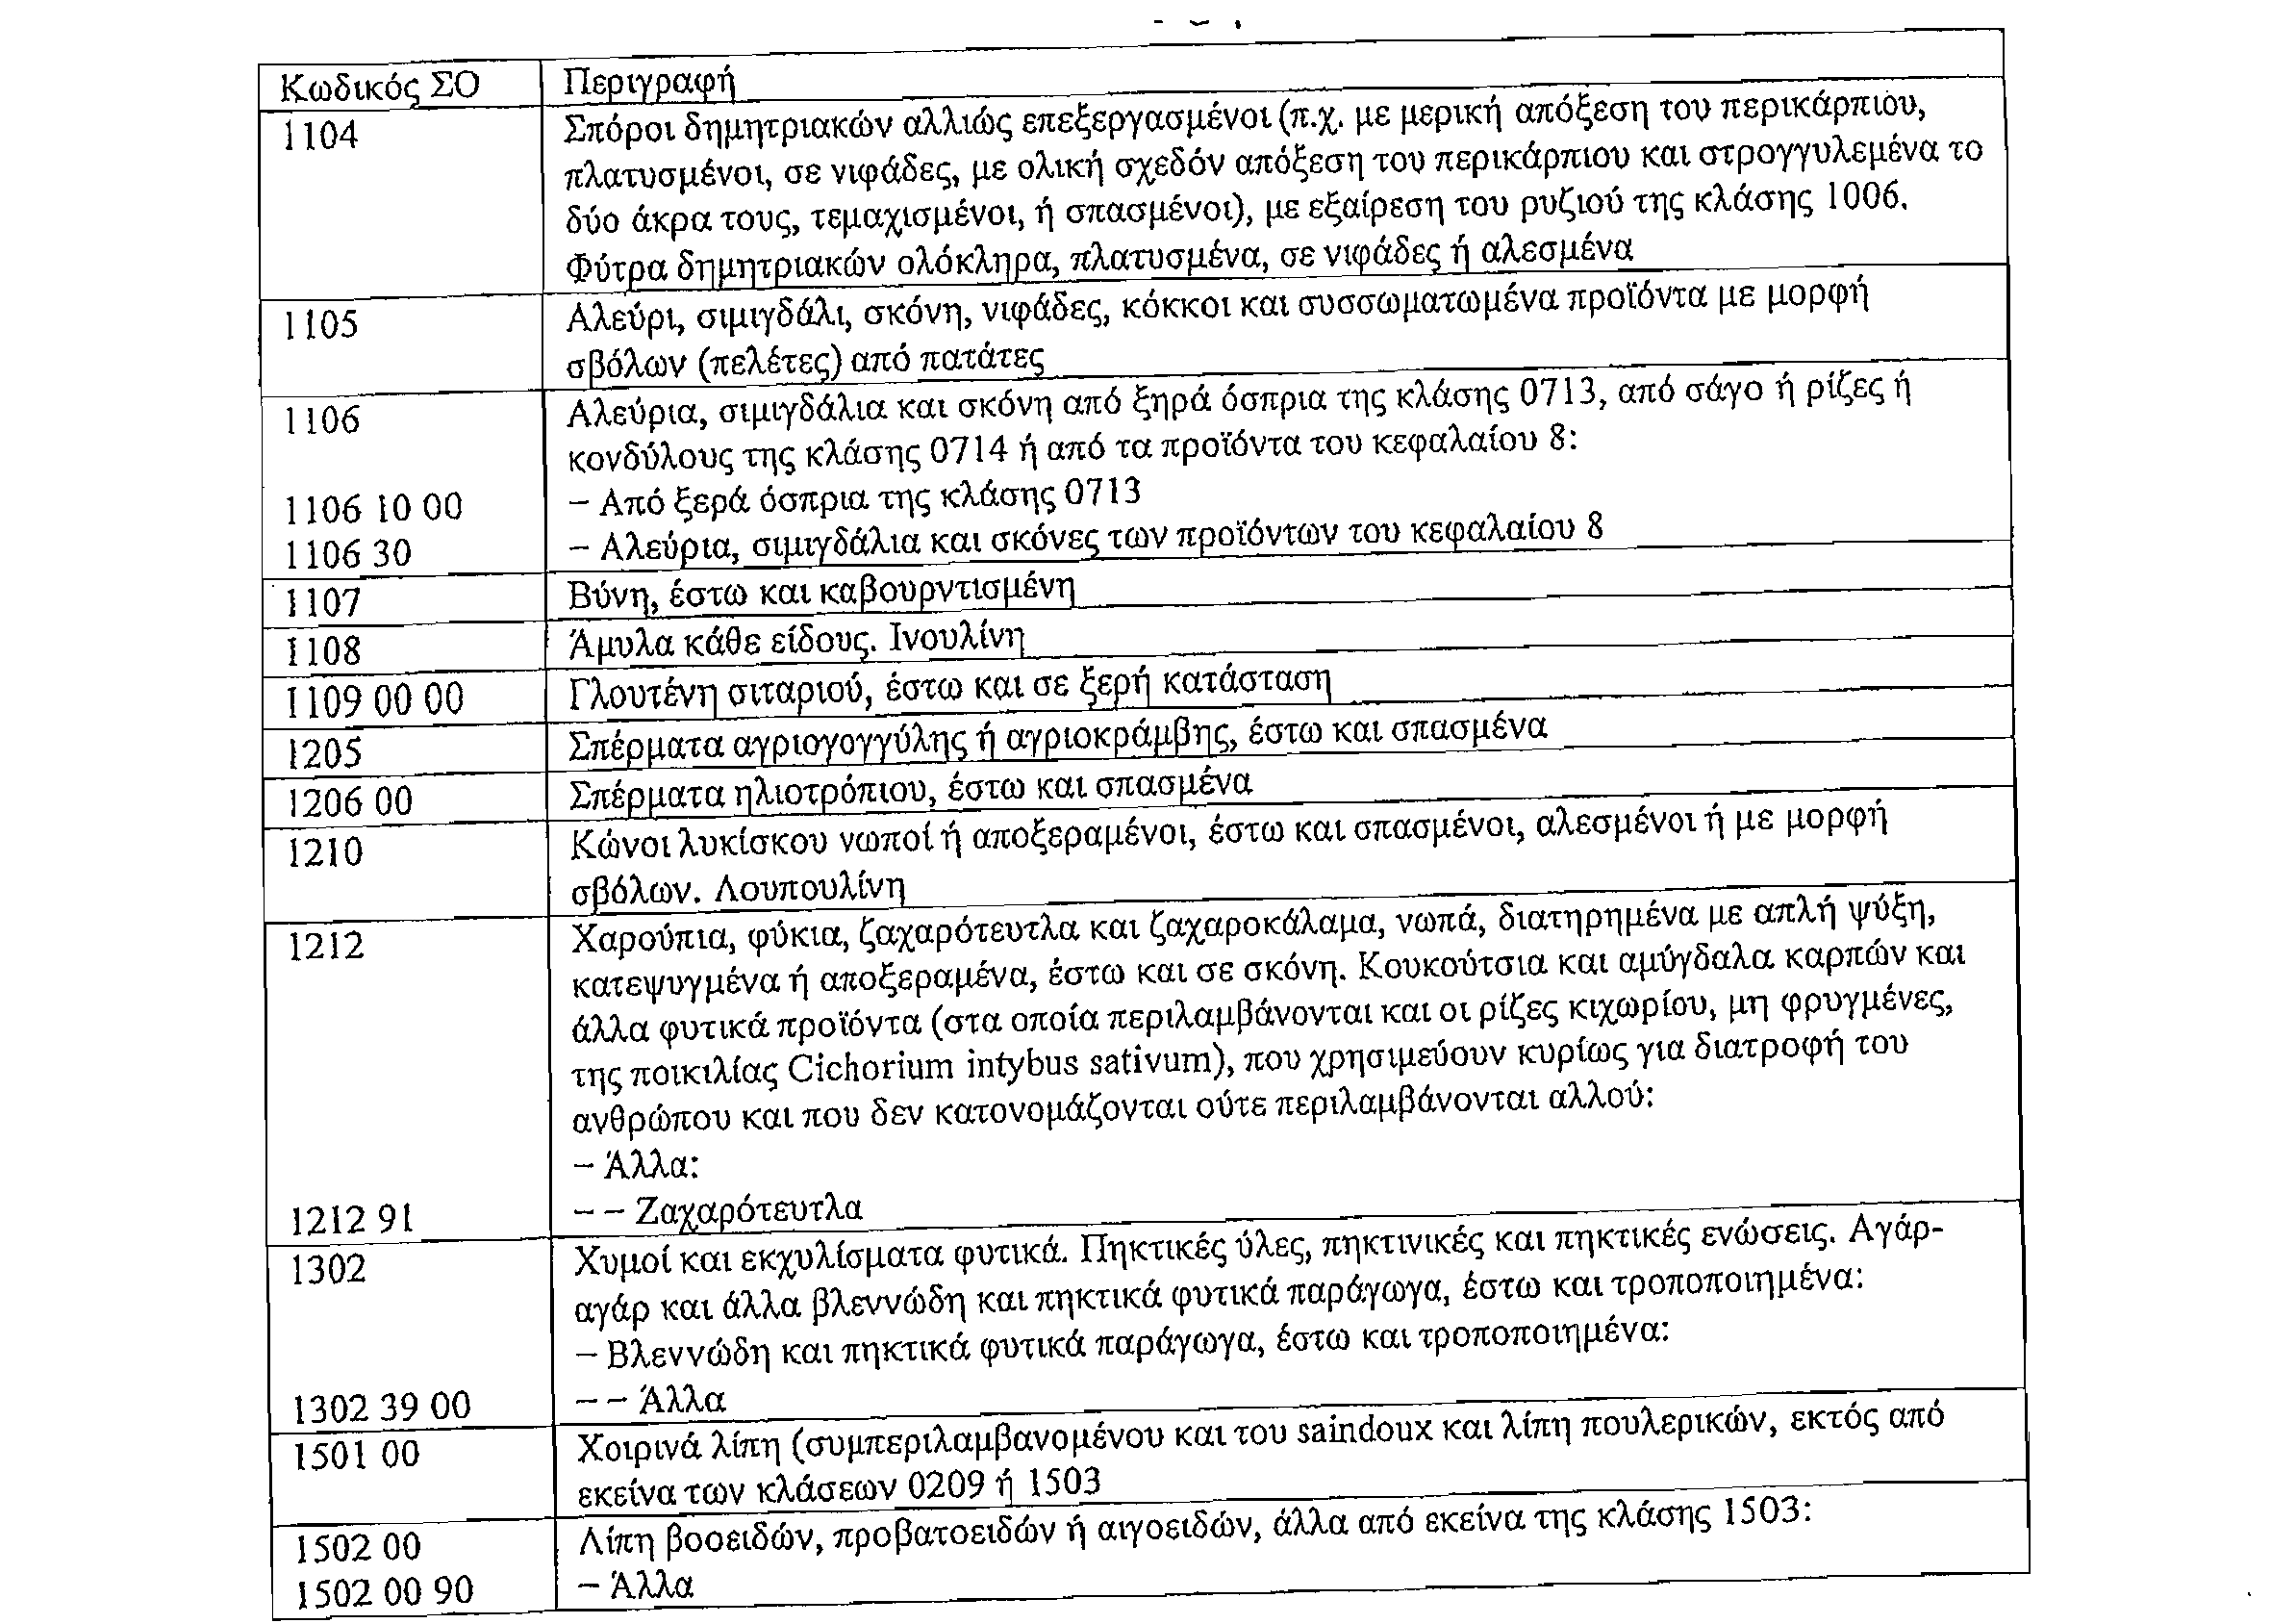 Κωδικός ΣΟ Περιγραφή
1104 Σπόροι δημητριακών αλλιώς επεξεργασμένοι (π.χ. με μερική απόξεση του περικάρπιου,
πλατυσμένοι, σε νιφάδες, με ολική σχεδόν απόξεση του περικάρπιου και στρογγυλεμένα το
δύο άκρα τους, τεμαχισμένοι, ή σπασμένοι), με εξαίρεση του ρυζιού της κλάσης 1006.
Φύτρα δημητριακών ολόκληρα, πλατυσμένα, σε νιφάδες ή αλεσμένα
1105 Αλεύρι, σιμιγδάλι, σκόνη, νιφάδες, κόκκοι και συσσωματωμένα προϊόντα με μορφή
σβόλων (πελέτες) από πατάτες
1106 Αλεύρια, σιμιγδάλια και σκόνη από ξηρά όσπρια της κλάσης 0713, από σάγο ή ρίζες ή
κονδύλους της κλάσης 0714 ή από τα προϊόντα του κεφαλαίου 8:
1106 10 00 – Από ξερά όσπρια της κλάσης 0713
1106 30 – Αλεύρια, σιμιγδάλια και σκόνες των προϊόντων του κεφαλαίου 8
1107 Βύνη, έστω και καβουρντισμένη
1108 Άμυλα κάθε είδους. Ινουλίνη
1109 00 00 Γλουτένη σιταριού, έστω και σε ξερή κατάσταση
1205 Σπέρματα αγριογογγύλης ή αγριοκράμβης, έστω και σπασμένα
1206 00 Σπέρματα ηλιοτρόπιου, έστω και σπασμένα
1210 Κώνοι λυκίσκου νωποί ή αποξεραμένοι, έστω και σπασμένοι, αλεσμένοι ή με μορφή
σβόλων. Λουπουλίνη
1212 Χαρούπια, φύκια, ζαχαρότευτλα και ζαχαροκάλαμα, νωπά, διατηρημένα με απλή ψύξη,
κατεψυγμένα ή αποξεραμένα, έστω και σε σκόνη. Κουκούτσια και αμύγδαλα καρπών και
άλλα φυτικά προϊόντα (στα οποία περιλαμβάνονται και οι ρίζες κιχωρίου, μη φρυγμένες,
της ποικιλίας Cichorium intybus sativum), που χρησιμεύουν κυρίως για διατροφή του
ανθρώπου και που δεν κατονομάζονται ούτε περιλαμβάνονται αλλού:
– Άλλα:
1212 91 – – Ζαχαρότευτλα
1302 Χυμοί και εκχυλίσματα φυτικά. Πηκτικές ύλες, πηκτινικές και πηκτικές ενώσεις. Αγάρ-
αγάρ και άλλα βλεννώδη και πηκτικά φυτικά παράγωγα, έστω και τροποποιημένα:
– Βλεννώδη και πηκτικά φυτικά παράγωγα, έστω και τροποποιημένα:
1302 39 00 – – Άλλα
1501 00 Χοιρινά λίπη (συμπεριλαμβανομένου και του saindoux και λίπη πουλερικών, εκτός από
εκείνα των κλάσεων 0209 ή 1503
1502 00 Λίπη βοοειδών, προβατοειδών ή αιγοειδών, άλλα από εκείνα της κλάσης 1503:
1502 00 90 – Άλλα